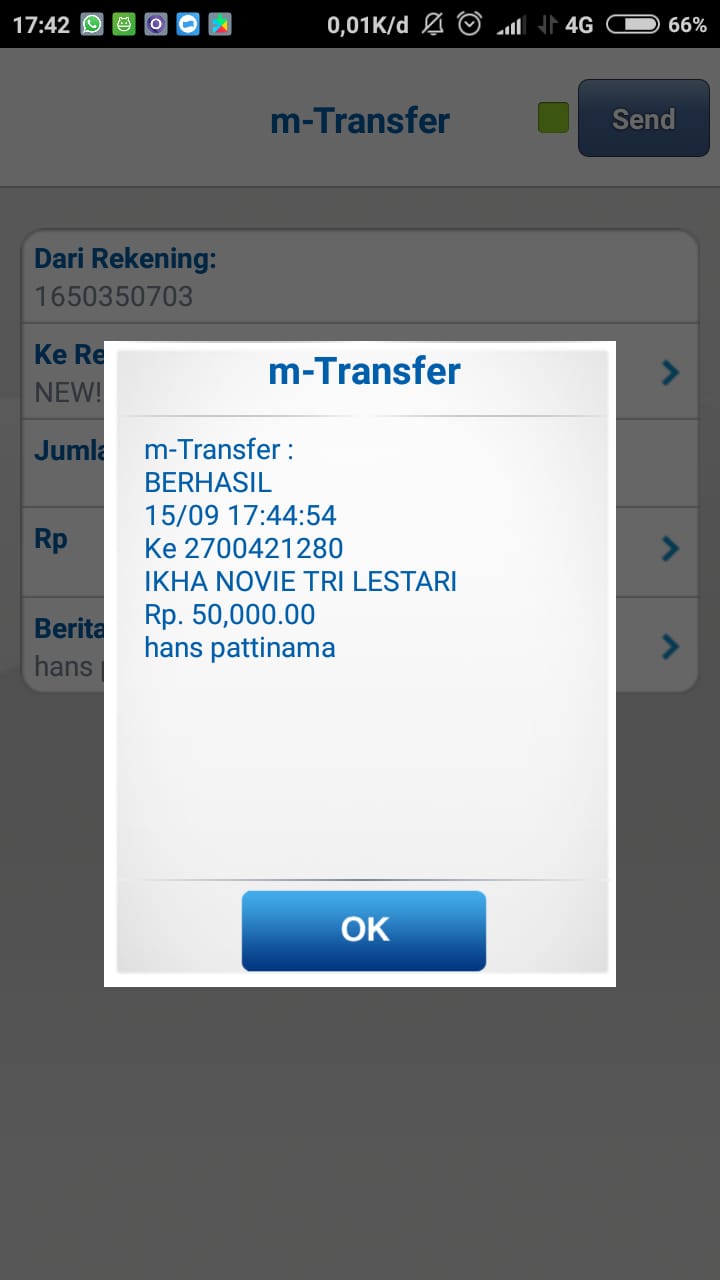 17:42 0,01K/d 4G 66%
m-Transfer
Send
Dari Rekening:
1650350703
Ke Re
NEW!
Jumla
Rp
Berita
hans
m-Transfer
m-Transfer :
BERHASIL
15/09 17:44:54
Ke 2700421280
IKHA NOVIE TRI LESTARI
Rp. 50,000.00
hans pattinama
OK